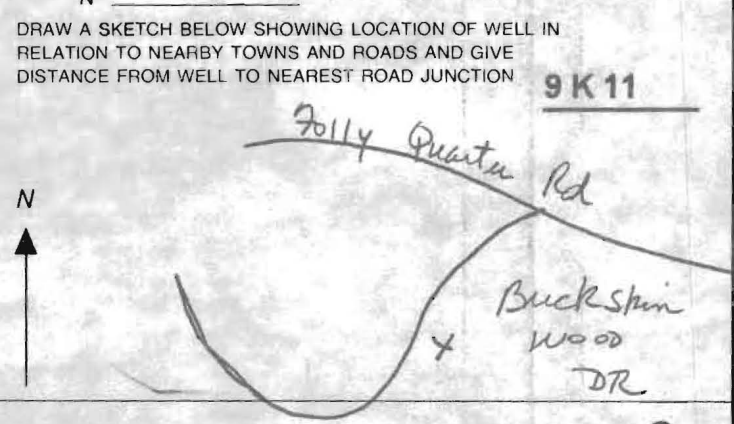 N
DRAW A SKETCH BELOW SHOWING LOCATION OF WELL IN
RELATION TO NEARBY TOWNS AND ROADS AND GIVE
DISTANCE FROM WELL TO NEAREST ROAD JUNCTION
9 K 11
Folly Quarter Rd
N
Buckskin
WOOD
DR.
X